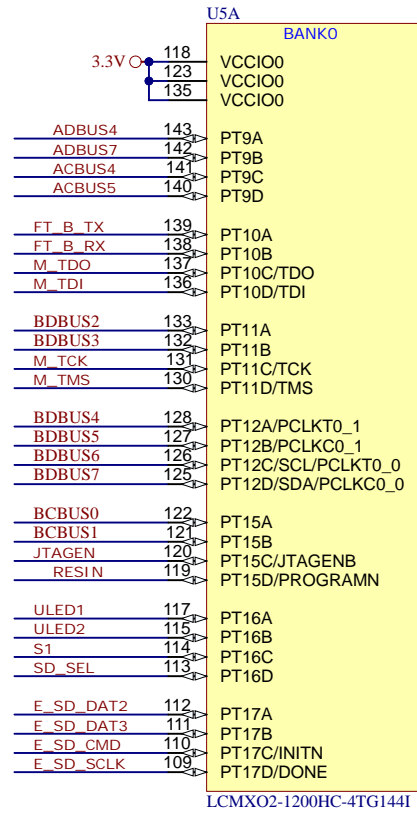 U5A
BANK0
3.3V 118 VCCIO0
123 VCCIO0
135 VCCIO0
ADBUS4 143 PT9A
ADBUS7 142 PT9B
ACBUS4 141 PT9C
ACBUS5 140 PT9D
FT_B_TX 139 PT10A
FT_B_RX 138 PT10B
M_TDO 137 PT10C/TDO
M_TDI 136 PT10D/TDI
BDBUS2 133 PT11A
BDBUS3 132 PT11B
M_TCK 131 PT11C/TCK
M_TMS 130 PT11D/TMS
BDBUS4 128 PT12A/PCLKT0_1
BDBUS5 127 PT12B/PCLKC0_1
BDBUS6 126 PT12C/SCL/PCLKT0_0
BDBUS7 125 PT12D/SDA/PCLKC0_0
BCBUS0 122 PT15A
BCBUS1 121 PT15B
JTAGEN 120 PT15C/JTAGENB
RESIN 119 PT15D/PROGRAMN
ULED1 117 PT16A
ULED2 115 PT16B
S1 114 PT16C
SD_SEL 113 PT16D
E_SD_DAT2 112 PT17A
E_SD_DAT3 111 PT17B
E_SD_CMD 110 PT17C/INITN
E_SD_SCLK 109 PT17D/DONE
LCMXO2-1200HC-4TG144I